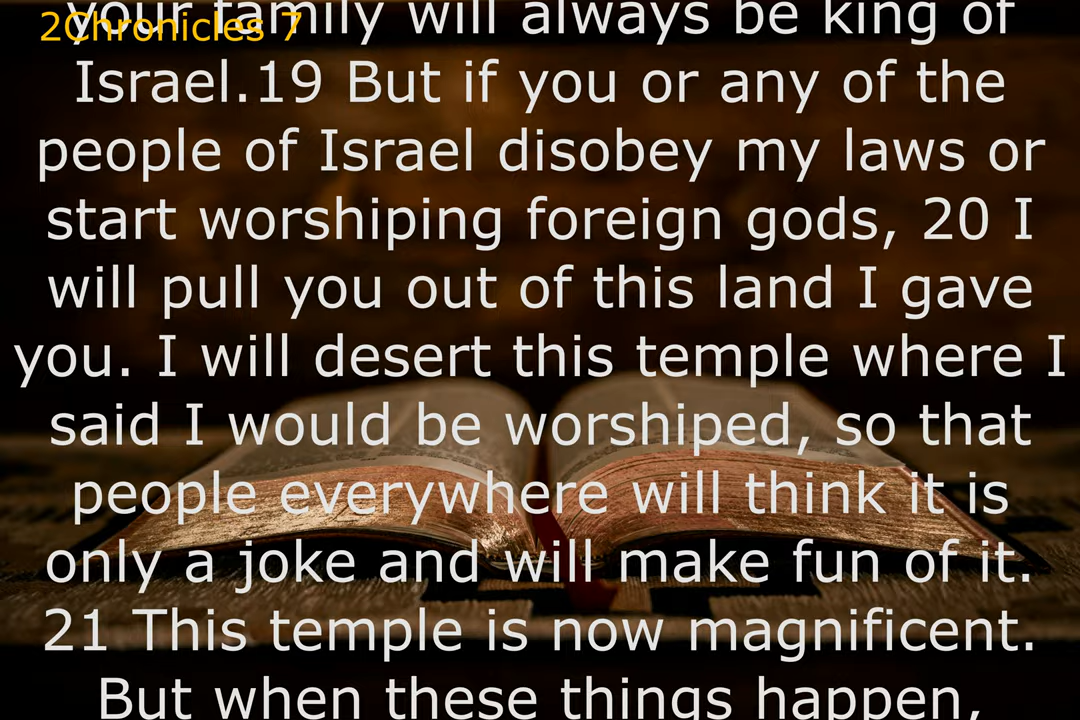 2Chronicles 7
your family will always be king of
Israel.19 But if you or any of the
people of Israel disobey my laws or
start worshiping foreign gods, 20 I
will pull you out of this land I gave
you. I will desert this temple where I
said I would be worshiped, so that
people everywhere will think it is
only a joke and will make fun of it.
21 This temple is now magnificent.
But when these things happen,